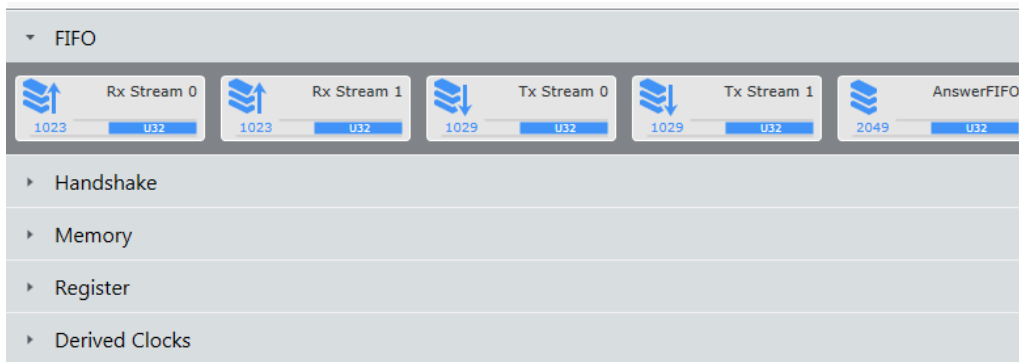 FIFO
Rx Stream 0
1023 U32
Rx Stream 1
1023 U32
Tx Stream 0
1029 U32
Tx Stream 1
1029 U32
AnswerFIFO
2049 U32
Handshake
Memory
Register
Derived Clocks